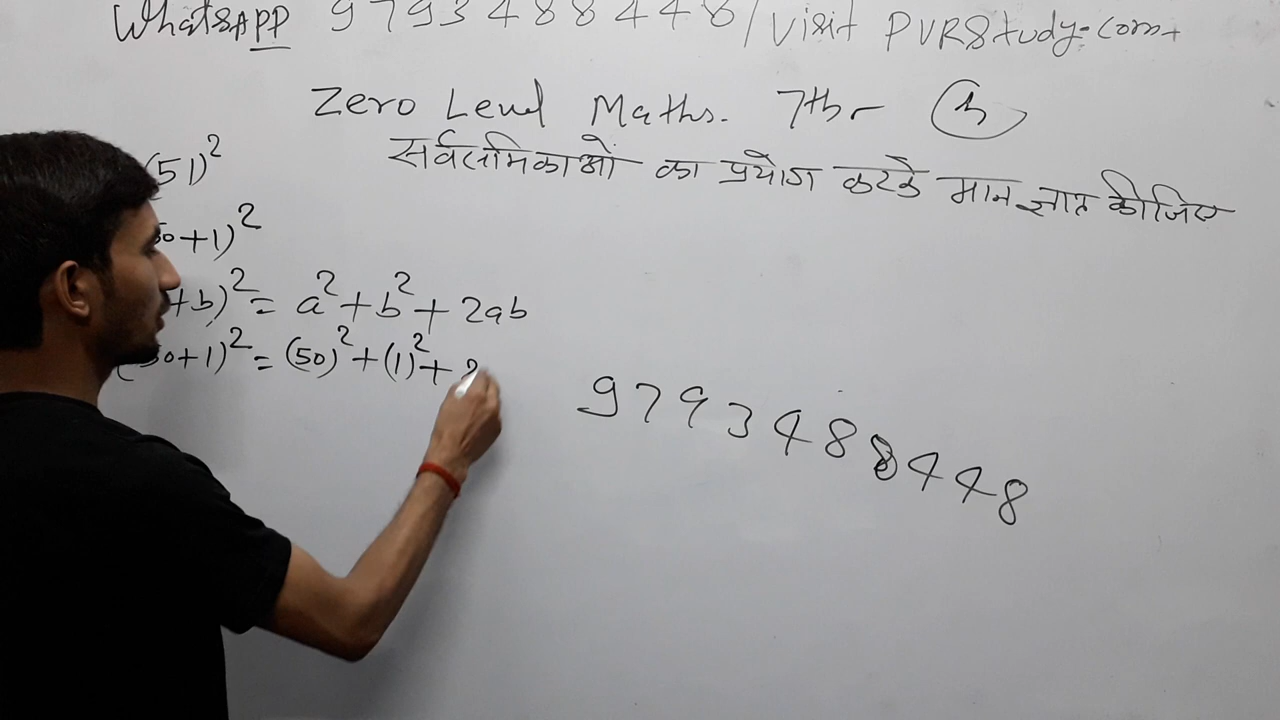 WhatsAPP 9793488448/Visit PVRStudy.com
Zero Level Maths. 7th-
सर्वसमिकाओं का प्रयोग करके मान ज्ञात कीजिए
(51)²
50+1)²
+b)² = a²+b²+2ab
(50+1)² = (50)²+(1)²+2
9793488448